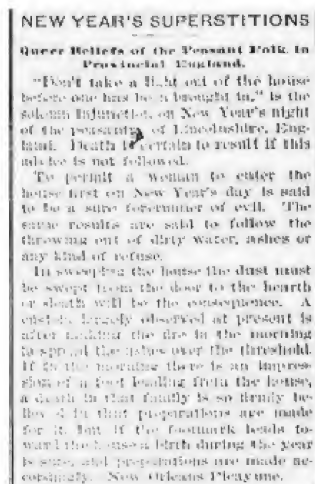 NEW YEAR'S SUPERSTITIONS
Queer Beliefs of the Peasant Folk in
Provincial England.
"Don't take a light out of the house
before one has been brought in," is the
solemn injunction on New Year's night
of the peasantry of Lincolnshire, Eng-
land. Death is certain to result if this
advice is not followed.
To permit a woman to enter the
house first on New Year's day is said
to be a sure forerunner of evil. The
same results are said to follow the
throwing out of dirty water, ashes or
any kind of refuse.
In sweeping the house the dust must
be swept from the door to the hearth
or death will be the consequence. A
custom largely observed at present is
after making the fire in the morning
to spread the ashes over the threshold.
If in the morning there is an impres-
sion of a foot leading from the house,
a death in that family is so firmly be-
lieved in that preparations are made
for it, but if the footmark leads to-
ward the house a birth during the year
is sure, and preparations are made ac-
cordingly. New Orleans Picayune.